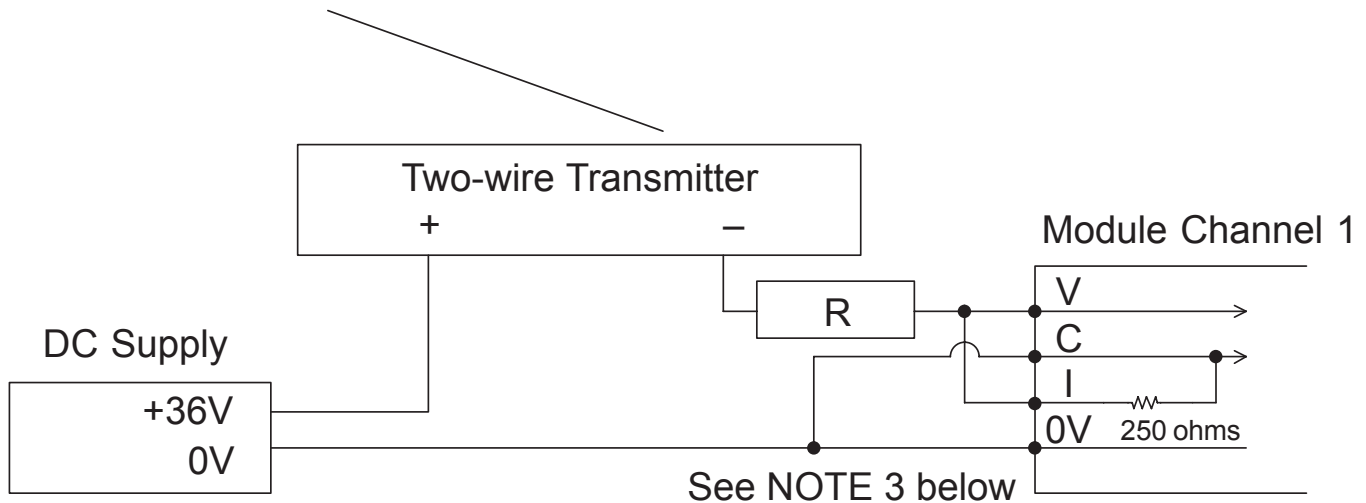 Two-wire Transmitter
+ –
Module Channel 1
R
V
C
I
0V
250 ohms
DC Supply
+36V
0V
See NOTE 3 below